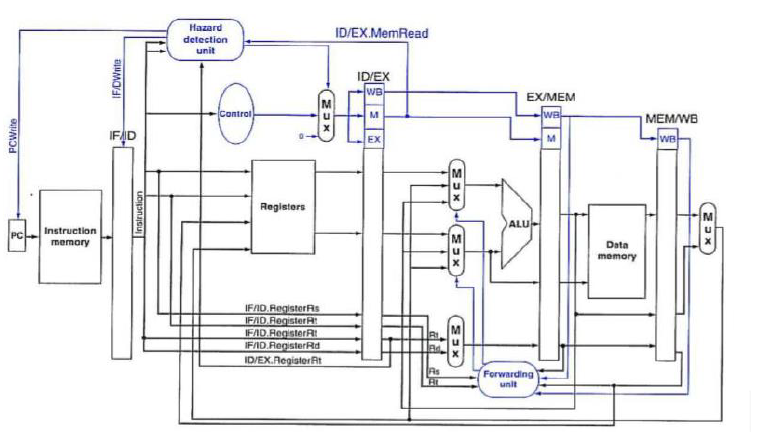 Hazard
detection
unit
ID/EX.MemRead
ID/EX
WB
M
EX
EX/MEM
WB
M
MEM/WB
WB
Control
M
u
x
0
IF/DWrite
PCWrite
IF/ID
PC
Instruction
memory
Instruction
Registers
M
u
x
M
u
x
ALU
Data
memory
M
u
x
IF/ID.RegisterRs
IF/ID.RegisterRt
IF/ID.RegisterRt
IF/ID.RegisterRd
ID/EX.RegisterRt
Rt
Rd
M
u
x
Rs
Rt
Forwarding
unit